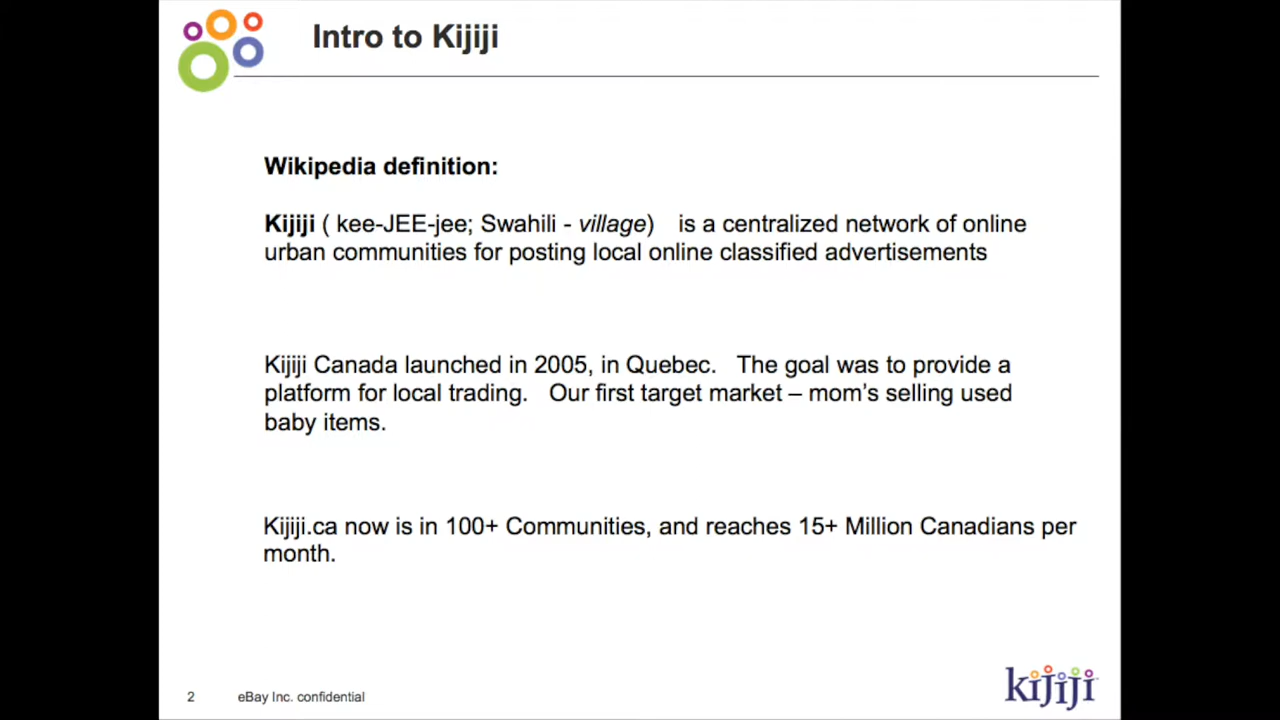 Intro to Kijiji
Wikipedia definition:
Kijiji ( kee-JEE-jee; Swahili - village) is a centralized network of online
urban communities for posting local online classified advertisements
Kijiji Canada launched in 2005, in Quebec. The goal was to provide a
platform for local trading. Our first target market – mom’s selling used
baby items.
Kijiji.ca now is in 100+ Communities, and reaches 15+ Million Canadians per
month.
2 eBay Inc. confidential
kijiji